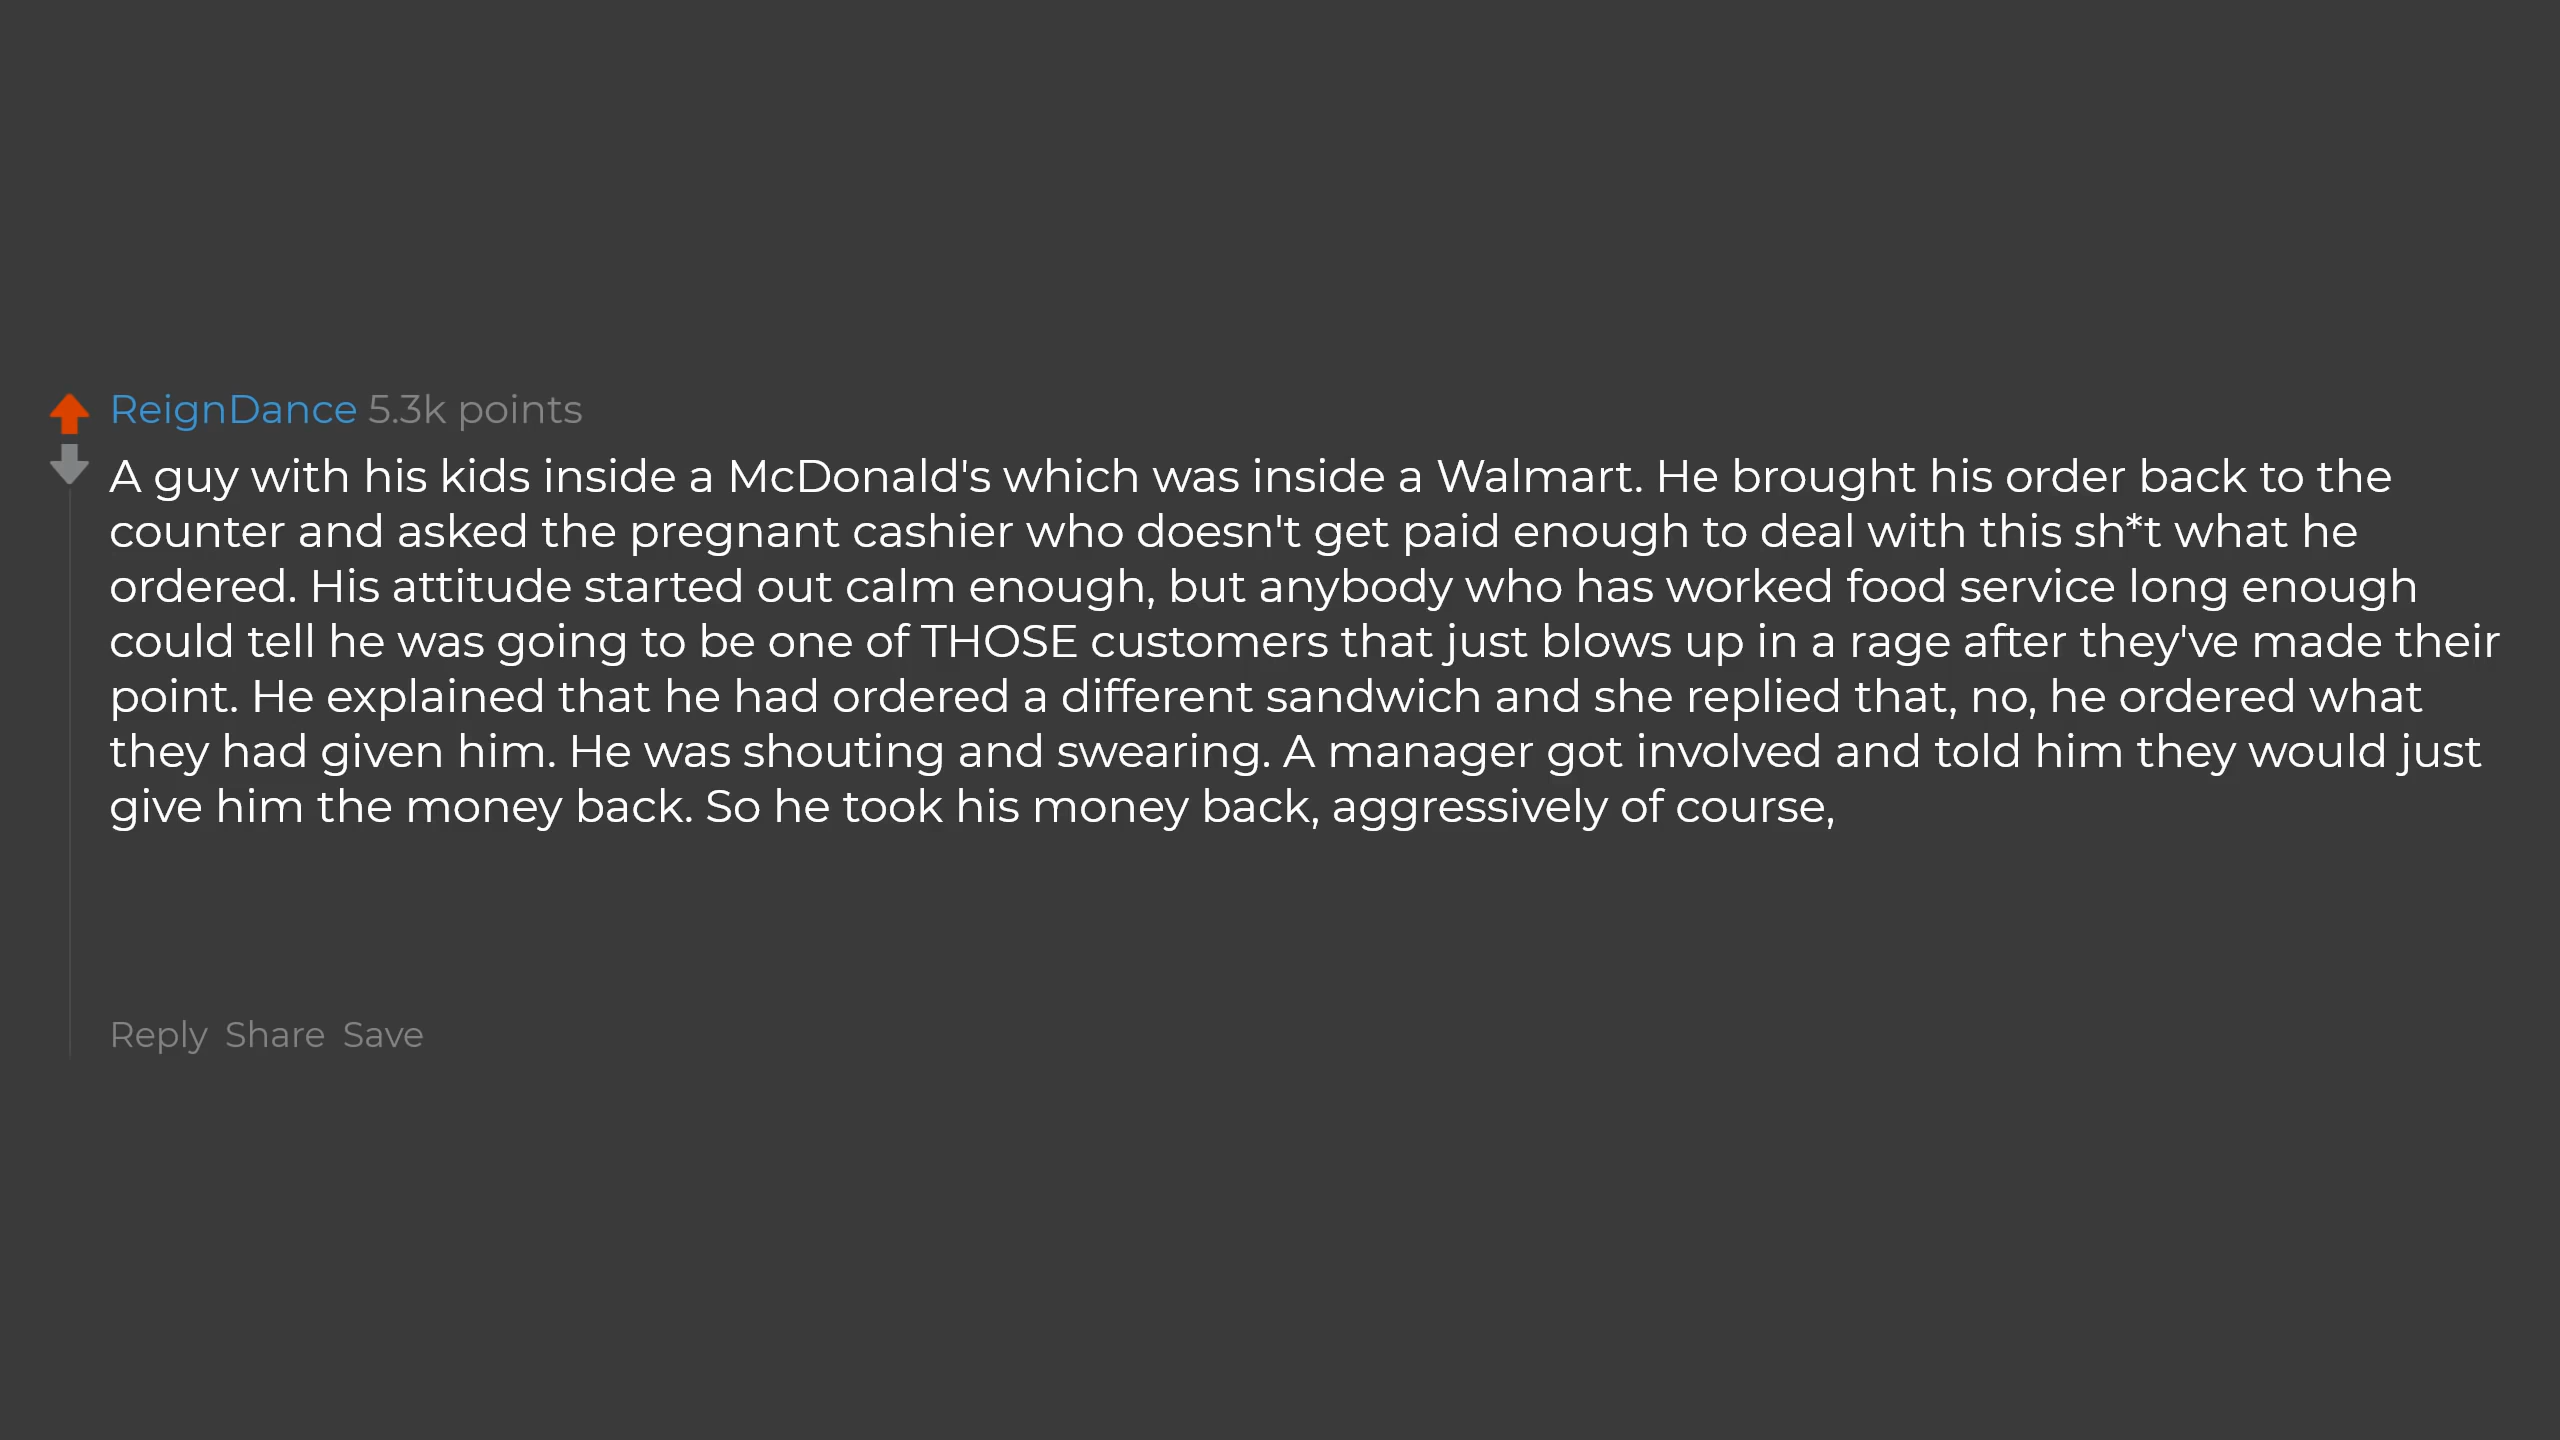 ReignDance 5.3k points
A guy with his kids inside a McDonald's which was inside a Walmart. He brought his order back to the
counter and asked the pregnant cashier who doesn't get paid enough to deal with this sh*t what he
ordered. His attitude started out calm enough, but anybody who has worked food service long enough
could tell he was going to be one of THOSE customers that just blows up in a rage after they've made their
point. He explained that he had ordered a different sandwich and she replied that, no, he ordered what
they had given him. He was shouting and swearing. A manager got involved and told him they would just
give him the money back. So he took his money back, aggressively of course,
Reply Share Save